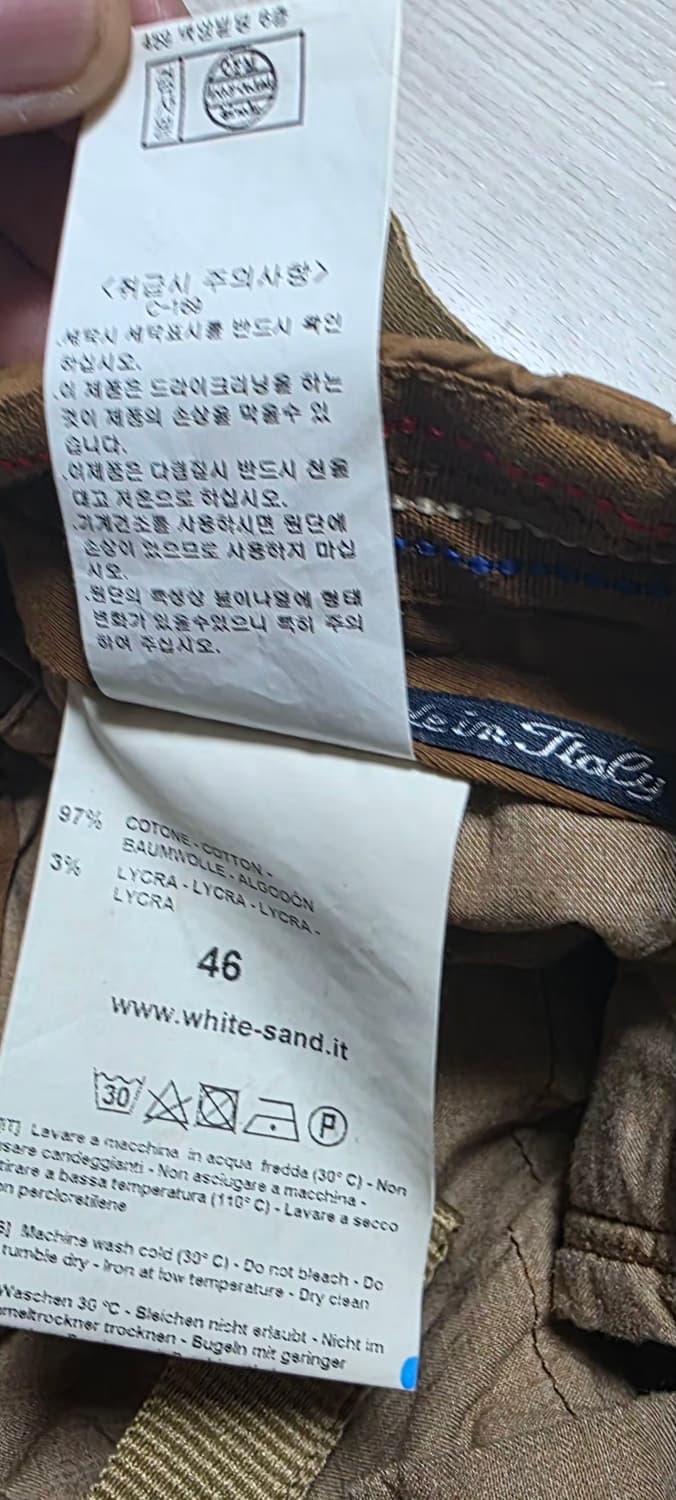 <취급시 주의사항>
C-169
.세탁시 세탁표시를 반드시 확인
하십시오.
.이 제품은 드라이크리닝을 하는
것이 제품의 손상을 막을수 있
습니다.
.이제품은 다림질시 반드시 천을
대고 저온으로 하십시오.
.기계건조를 사용하시면 원단에
손상이 있으므로 사용하지 마십
시오.
.원단의 특성상 물이나열에 형태
변화가 있을수있으니 특히 주의
하여 주십시오.
in Italy
97% COTONE - COTTON -
BAUMWOLLE - ALGODÓN
3% LYCRA - LYCRA - LYCRA -
LYCRA
46
www.white-sand.it
30 P
Lavare a macchina in acqua fredda (30° C) - Non
usare candeggianti - Non asciugare a macchina -
tirare a bassa temperatura (110° C) - Lavare a secco
on percloretilene
Machine wash cold (30° C) - Do not bleach - Do
tumble dry - Iron at low temperature - Dry clean
Waschen 30 °C - Bleichen nicht erlaubt - Nicht im
meltrockner trocknen - Bugeln mit geringer